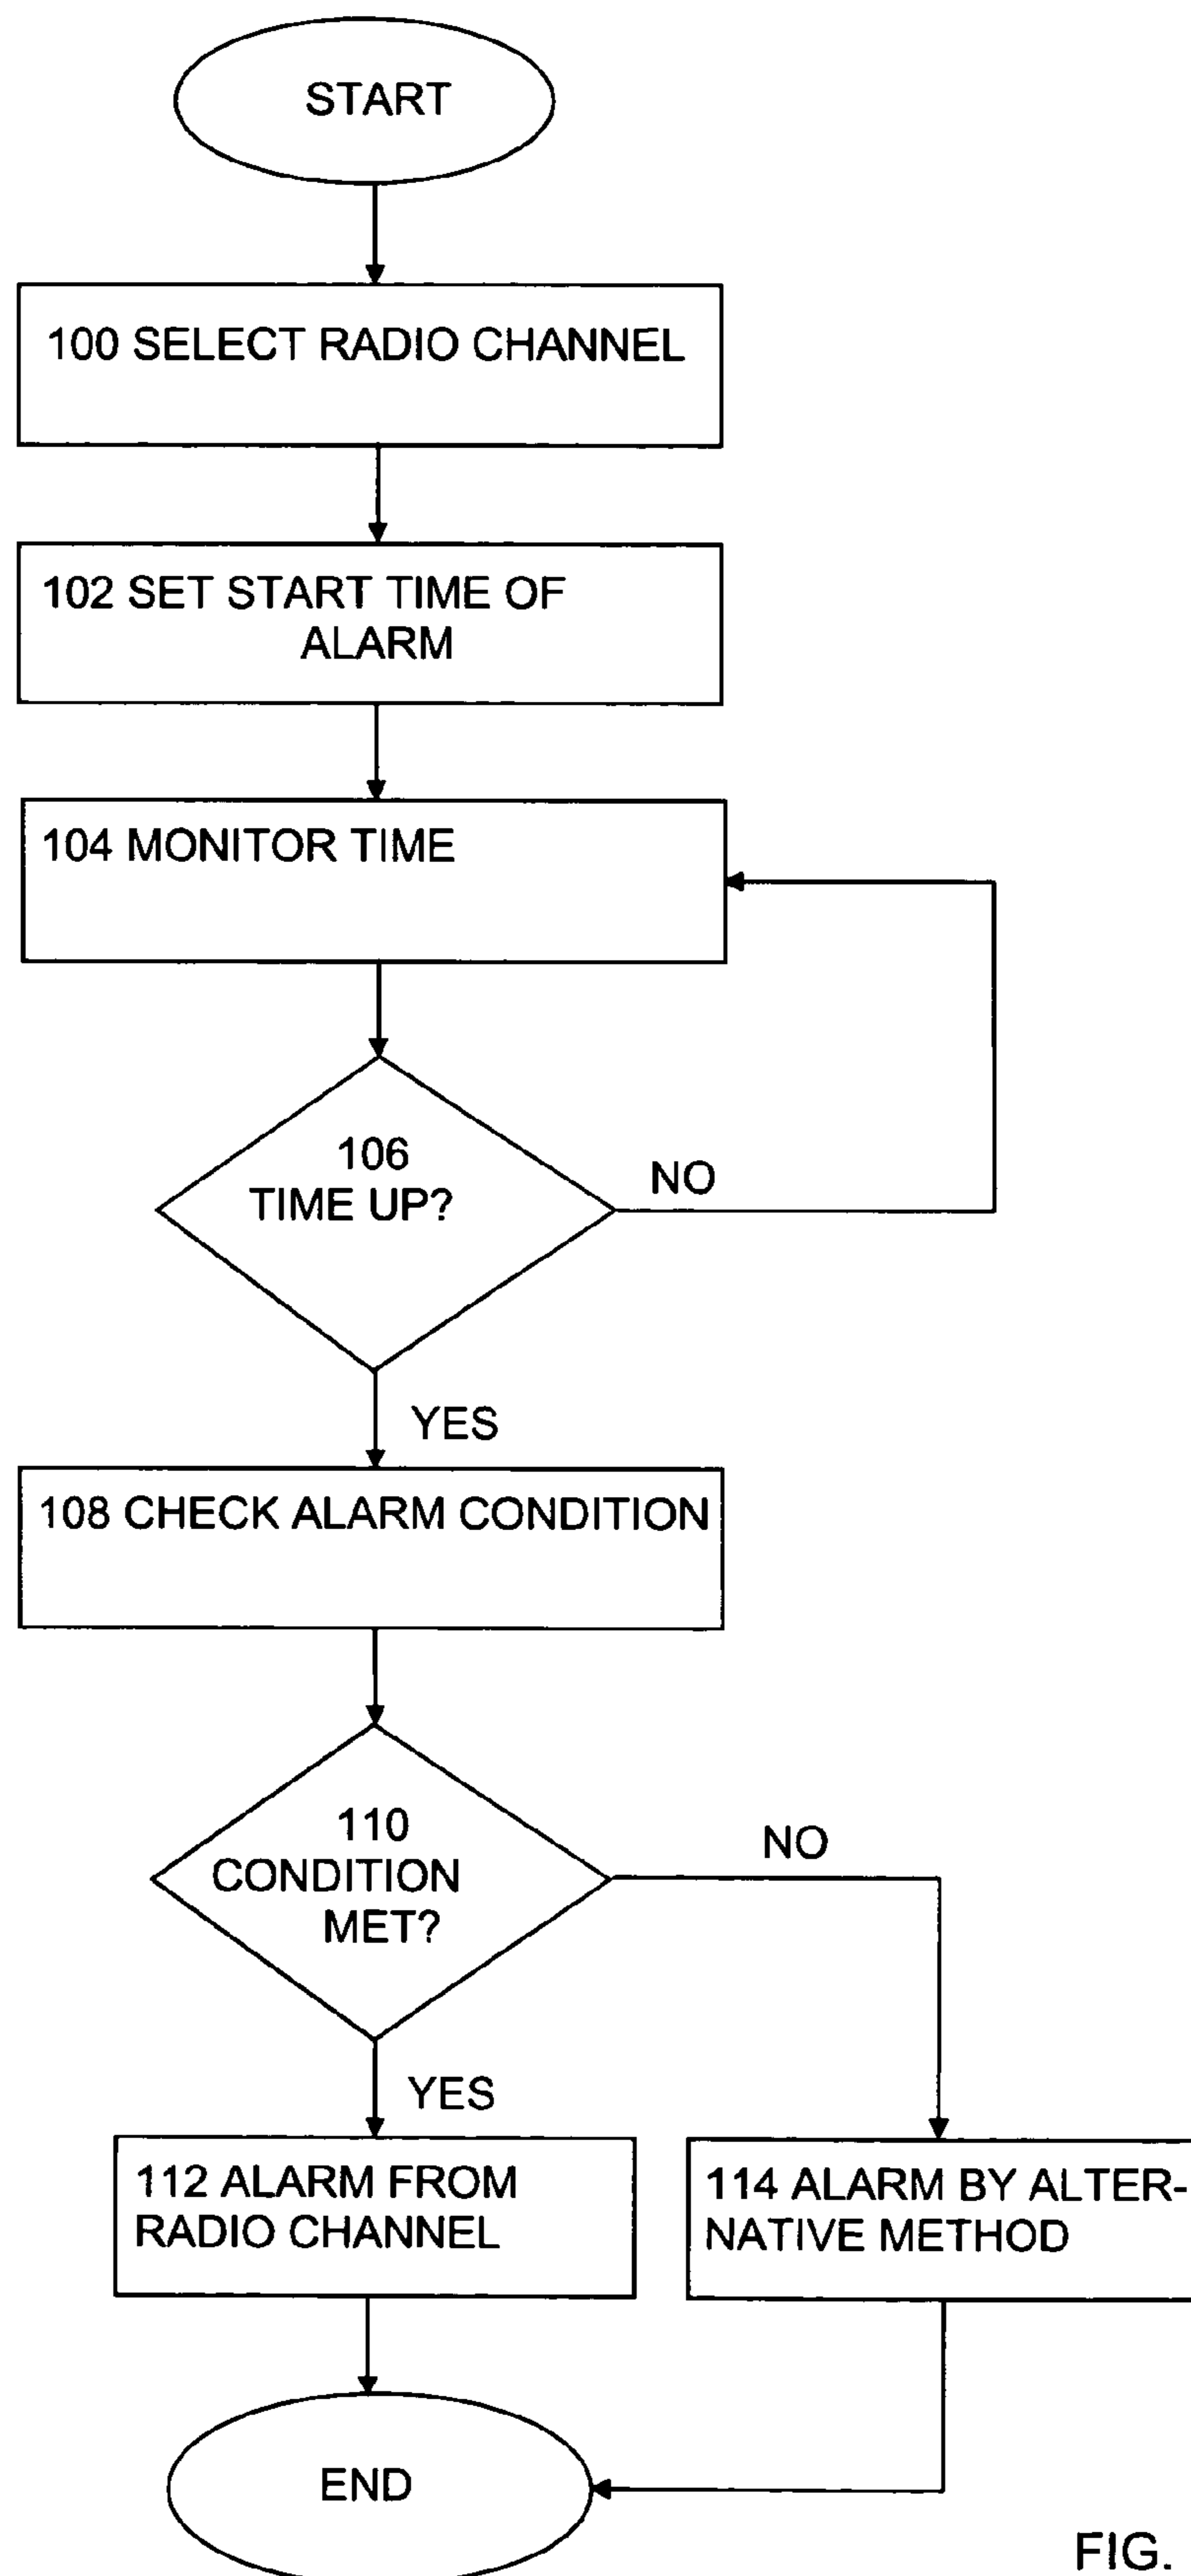 START
100 SELECT RADIO CHANNEL
102 SET START TIME OF
ALARM
104 MONITOR TIME
106
TIME UP?
NO
YES
108 CHECK ALARM CONDITION
110
CONDITION
MET?
NO
YES
112 ALARM FROM
RADIO CHANNEL
114 ALARM BY ALTER-
NATIVE METHOD
END
FIG.